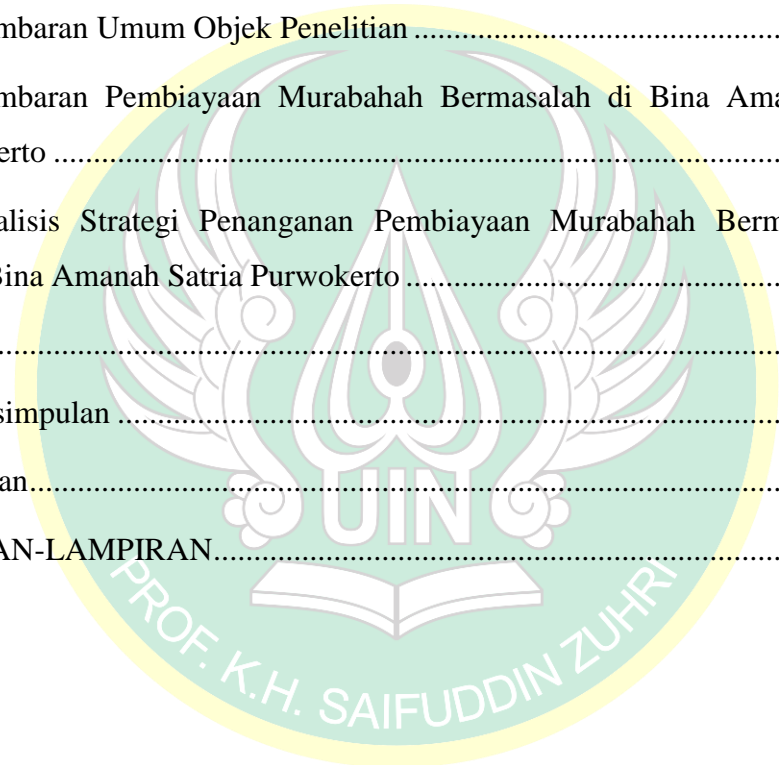 mbaran Umum Objek Penelitian ..........................................
mbaran Pembiayaan Murabahah Bermasalah di Bina Ama
erto ..........................................................................................
alisis Strategi Penanganan Pembiayaan Murabahah Berm
Bina Amanah Satria Purwokerto ..........................................
..................................................................................................
simpulan ..................................................................................
an..............................................................................................
AN-LAMPIRAN.......................................................................
UIN
PROF. K.H. SAIFUDDIN ZUHRI